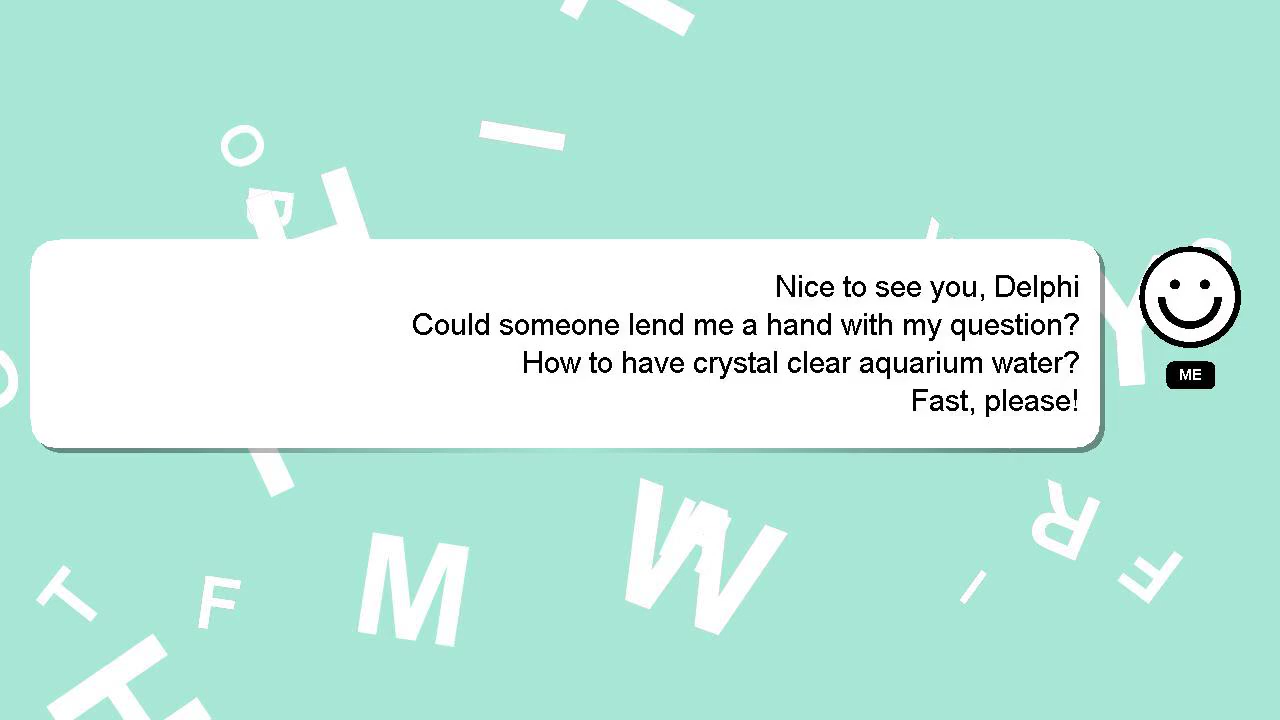 Nice to see you, Delphi
Could someone lend me a hand with my question?
How to have crystal clear aquarium water?
Fast, please!
ME
O
I
H
Y
T
F
M
W
R
F
I